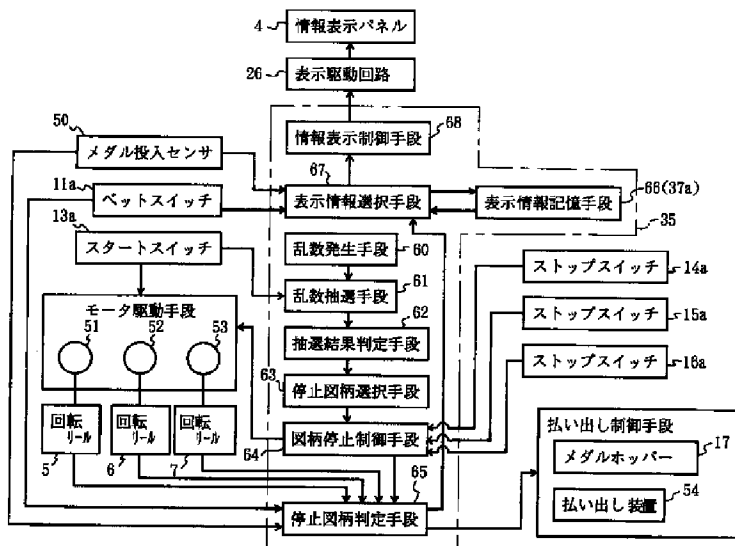 4
情報表示パネル
26
表示駆動回路
50
メダル投入センサ
情報表示制御手段
68
67
11a
ベットスイッチ
表示情報選択手段
表示情報記憶手段
66(37a)
35
13a
スタートスイッチ
乱数発生手段
60
乱数抽選手段
61
ストップスイッチ
14a
モータ駆動手段
51
52
53
62
抽選結果判定手段
ストップスイッチ
15a
63
停止図柄選択手段
ストップスイッチ
16a
回転
リール
回転
リール
回転
リール
5
6
7
64
図柄停止制御手段
65
停止図柄判定手段
払い出し制御手段
メダルホッパー
17
払い出し装置
54